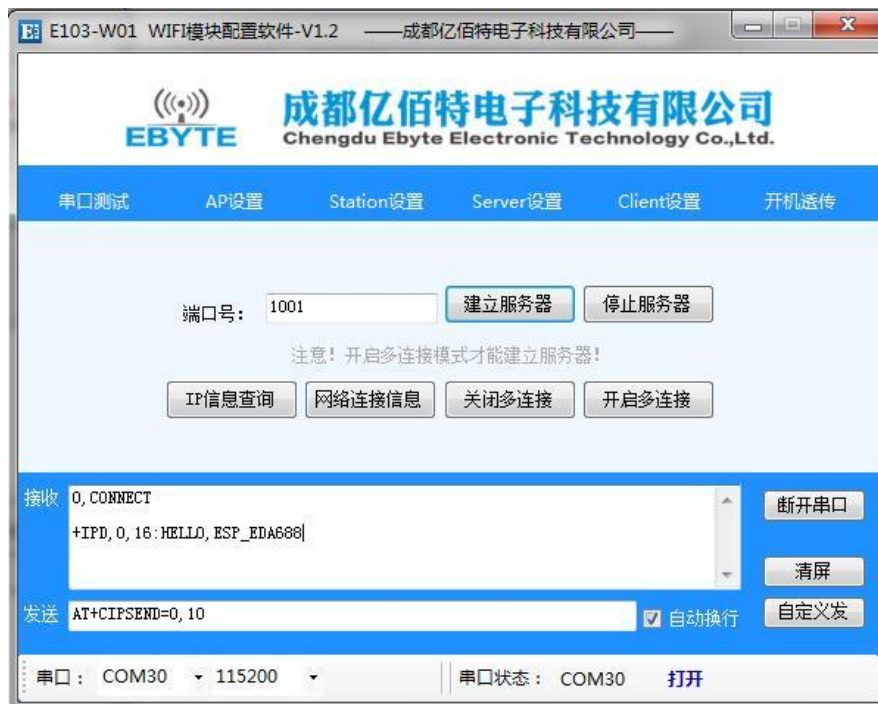 E103-W01 WIFI模块配置软件-V1.2 ——成都亿佰特电子科技有限公司——
EBYTE
成都亿佰特电子科技有限公司
Chengdu Ebyte Electronic Technology Co.,Ltd.
串口测试 AP设置 Station设置 Server设置 Client设置 开机透传
端口号： 1001 建立服务器 停止服务器
注意！开启多连接模式才能建立服务器！
IP信息查询 网络连接信息 关闭多连接 开启多连接
接收 0,CONNECT 断开串口
+IPD,0,16:HELLO,ESP_EDA688
清屏
发送 AT+CIPSEND=0,10 自动换行 自定义发
串口： COM30 115200 串口状态： COM30 打开